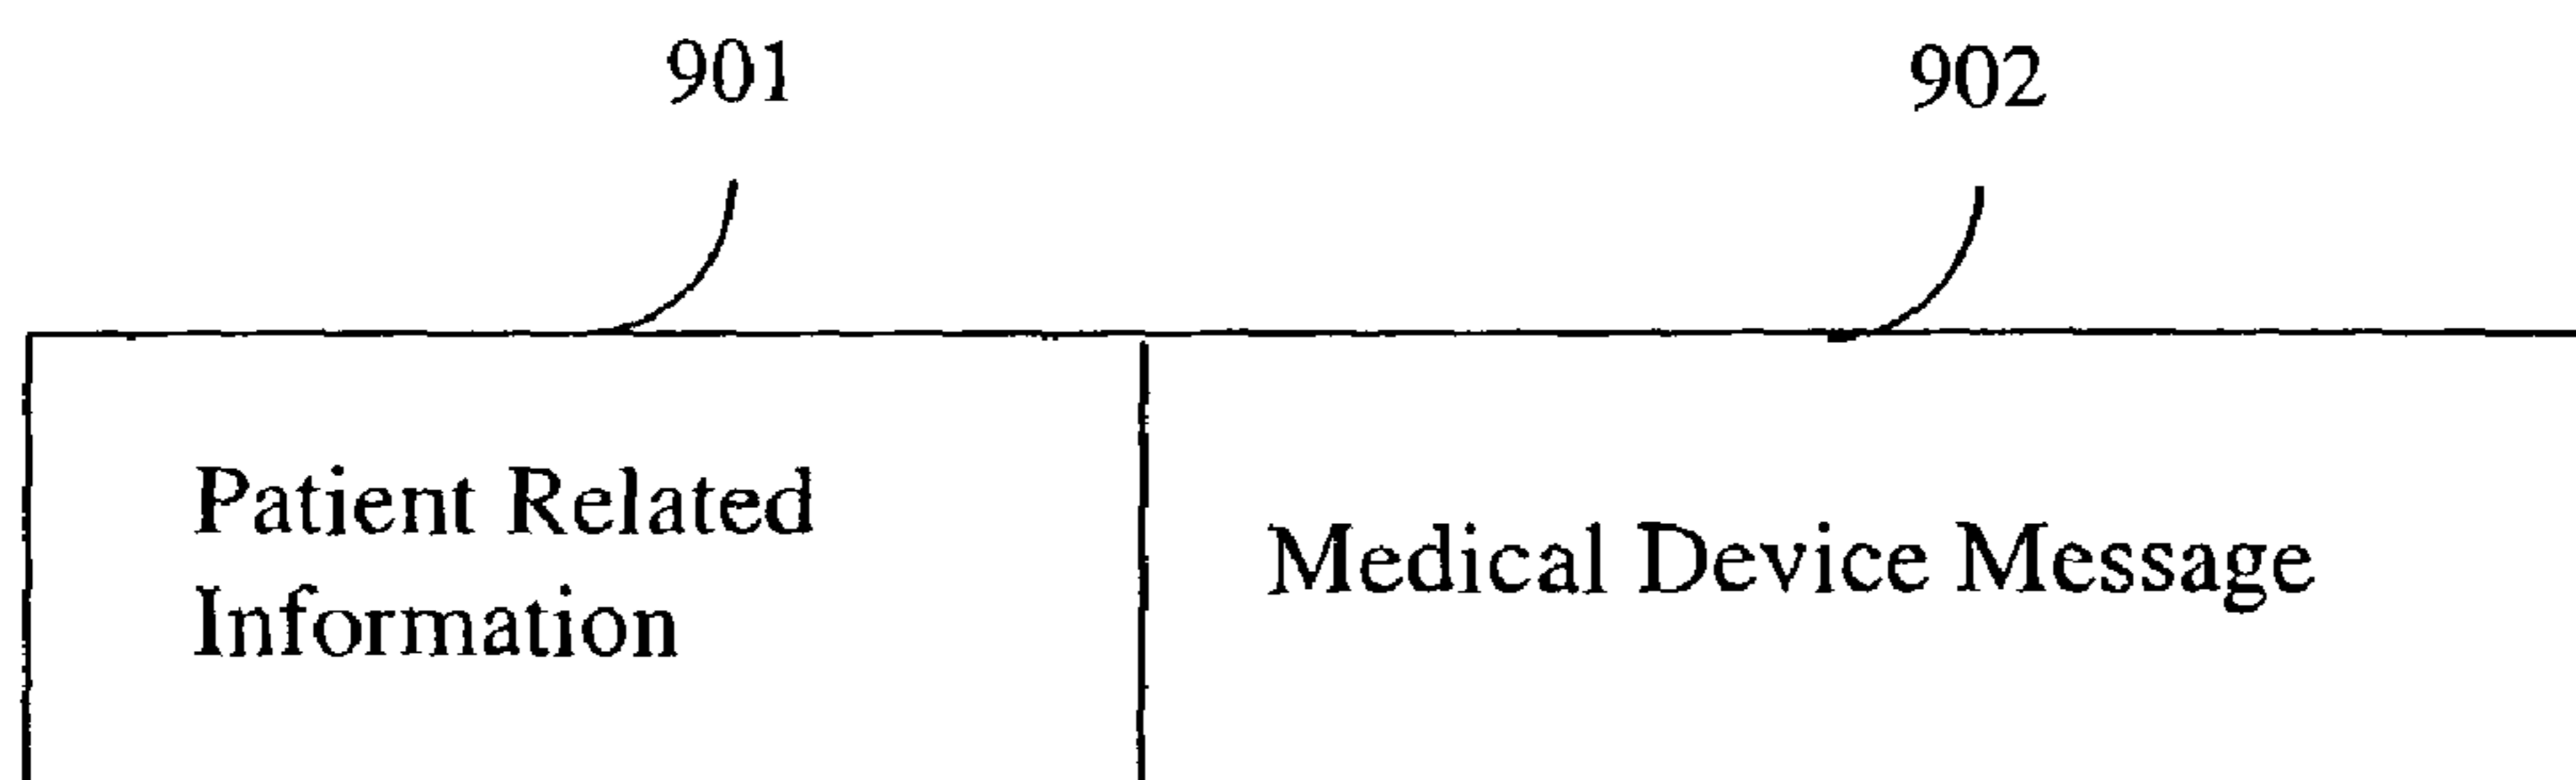 901
902
Patient Related
Information
Medical Device Message